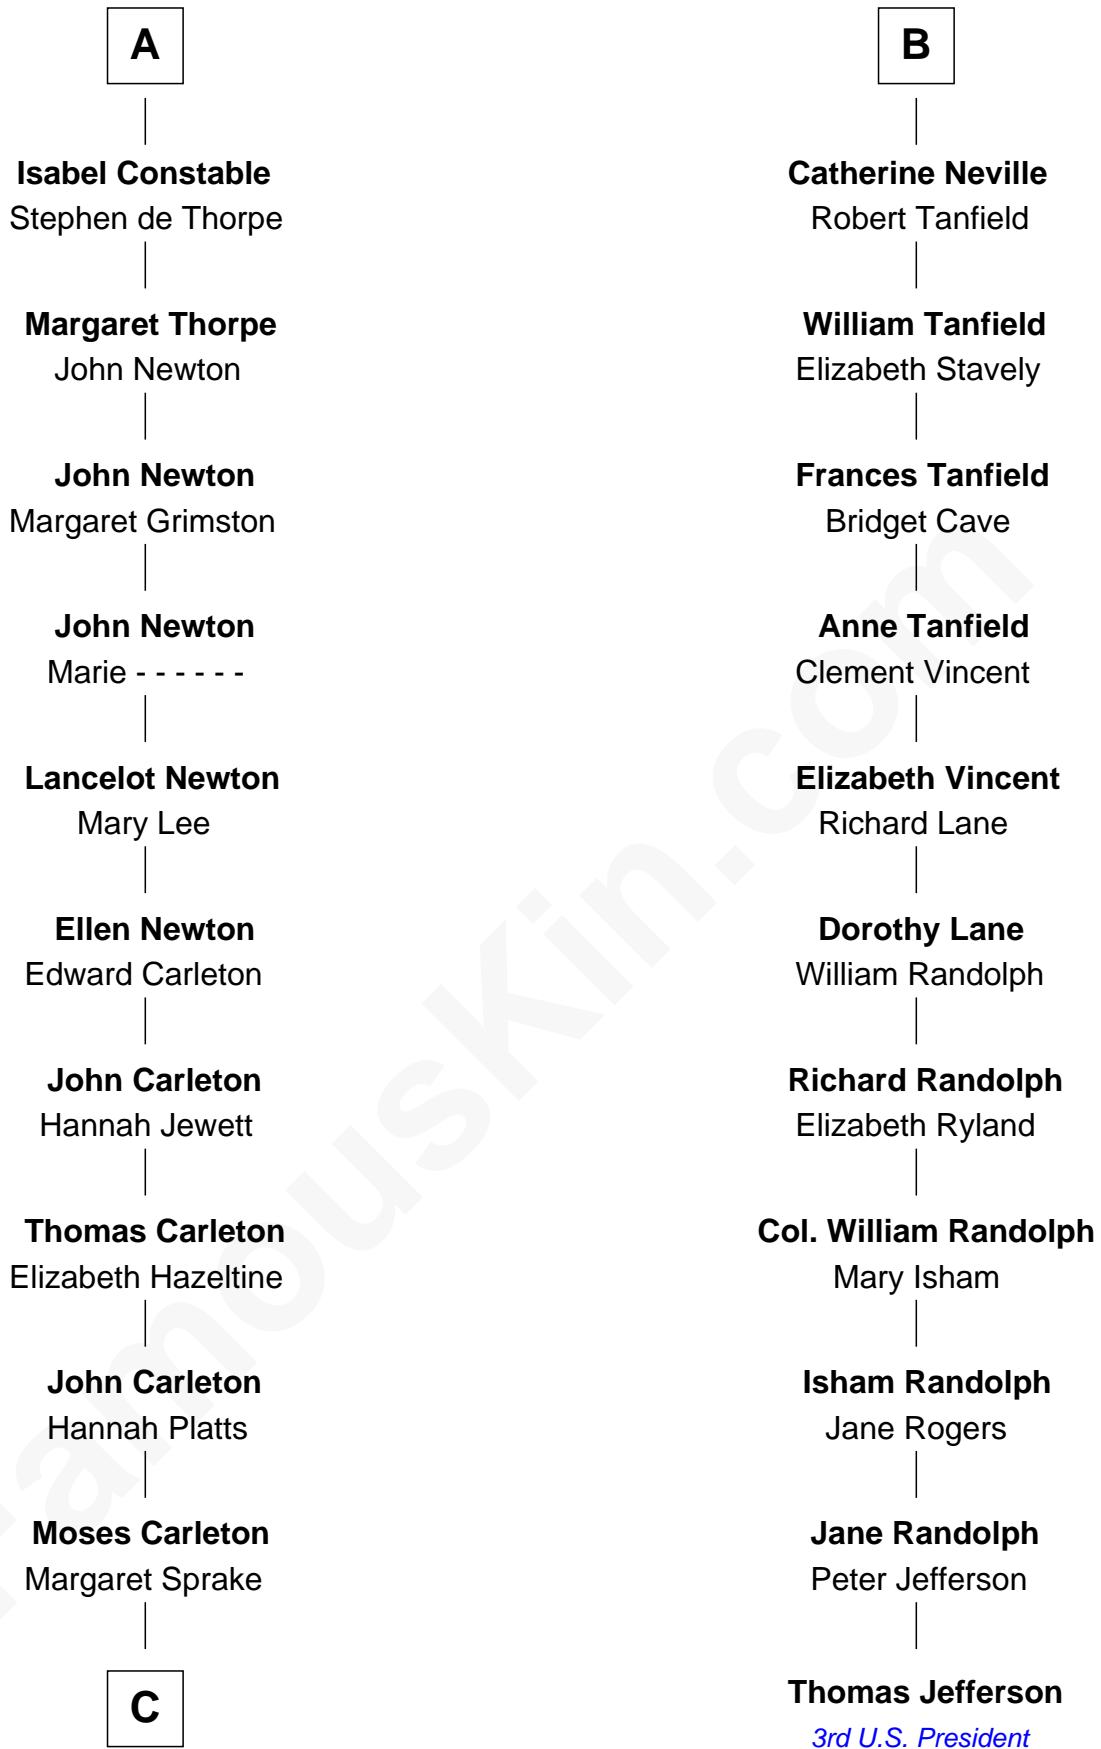 A
Isabel Constable
Stephen de Thorpe
Margaret Thorpe
John Newton
John Newton
Margaret Grimston
John Newton
Marie - - - - - -
Lancelot Newton
Mary Lee
Ellen Newton
Edward Carleton
John Carleton
Hannah Jewett
Thomas Carleton
Elizabeth Hazeltine
John Carleton
Hannah Platts
Moses Carleton
Margaret Sprake
C
B
Catherine Neville
Robert Tanfield
William Tanfield
Elizabeth Stavely
Frances Tanfield
Bridget Cave
Anne Tanfield
Clement Vincent
Elizabeth Vincent
Richard Lane
Dorothy Lane
William Randolph
Richard Randolph
Elizabeth Ryland
Col. William Randolph
Mary Isham
Isham Randolph
Jane Rogers
Jane Randolph
Peter Jefferson
Thomas Jefferson
3rd U.S. President
FamousKin.com